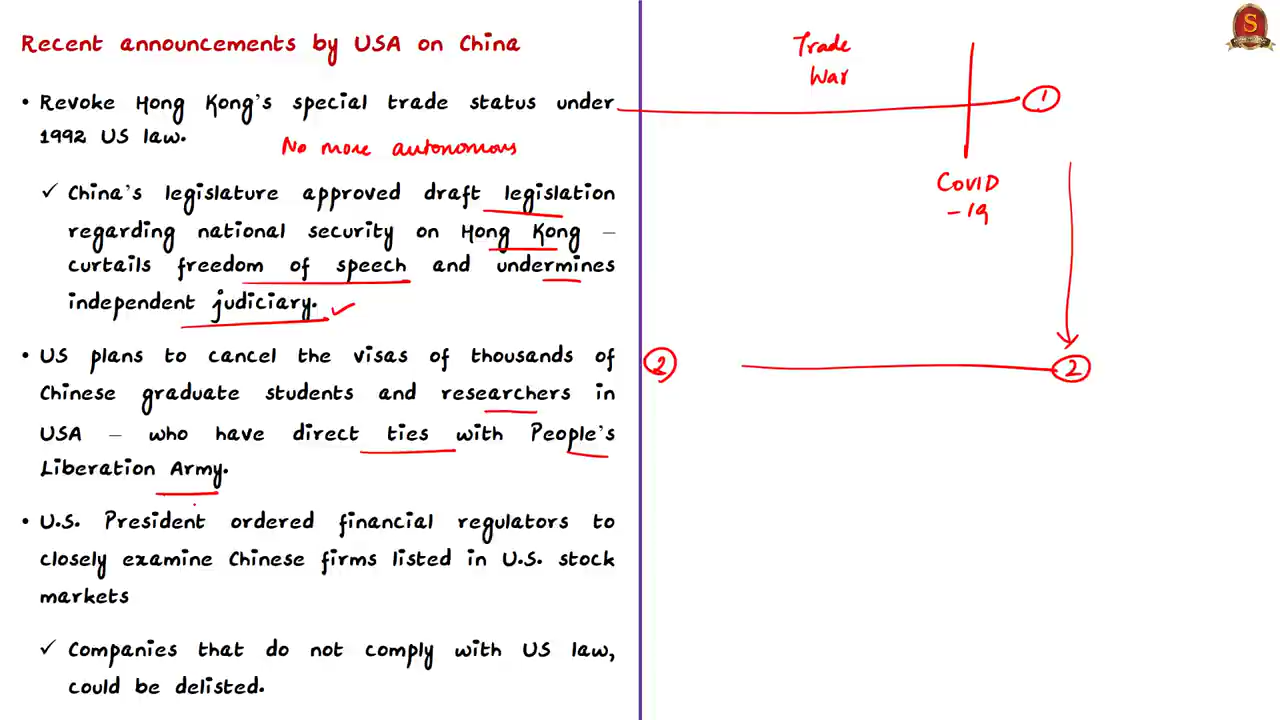 Recent announcements by USA on China
• Revoke Hong Kong's special trade status under
1992 US law.
No more autonomous
✓ China's legislature approved draft legislation
regarding national security on Hong Kong –
curtails freedom of speech and undermines
independent judiciary.
• US plans to cancel the visas of thousands of
Chinese graduate students and researchers in
USA – who have direct ties with People's
Liberation Army.
• U.S. President ordered financial regulators to
closely examine Chinese firms listed in U.S. stock
markets
✓ Companies that do not comply with US law,
could be delisted.
Trade
War
1
COVID
-19
2
2
S